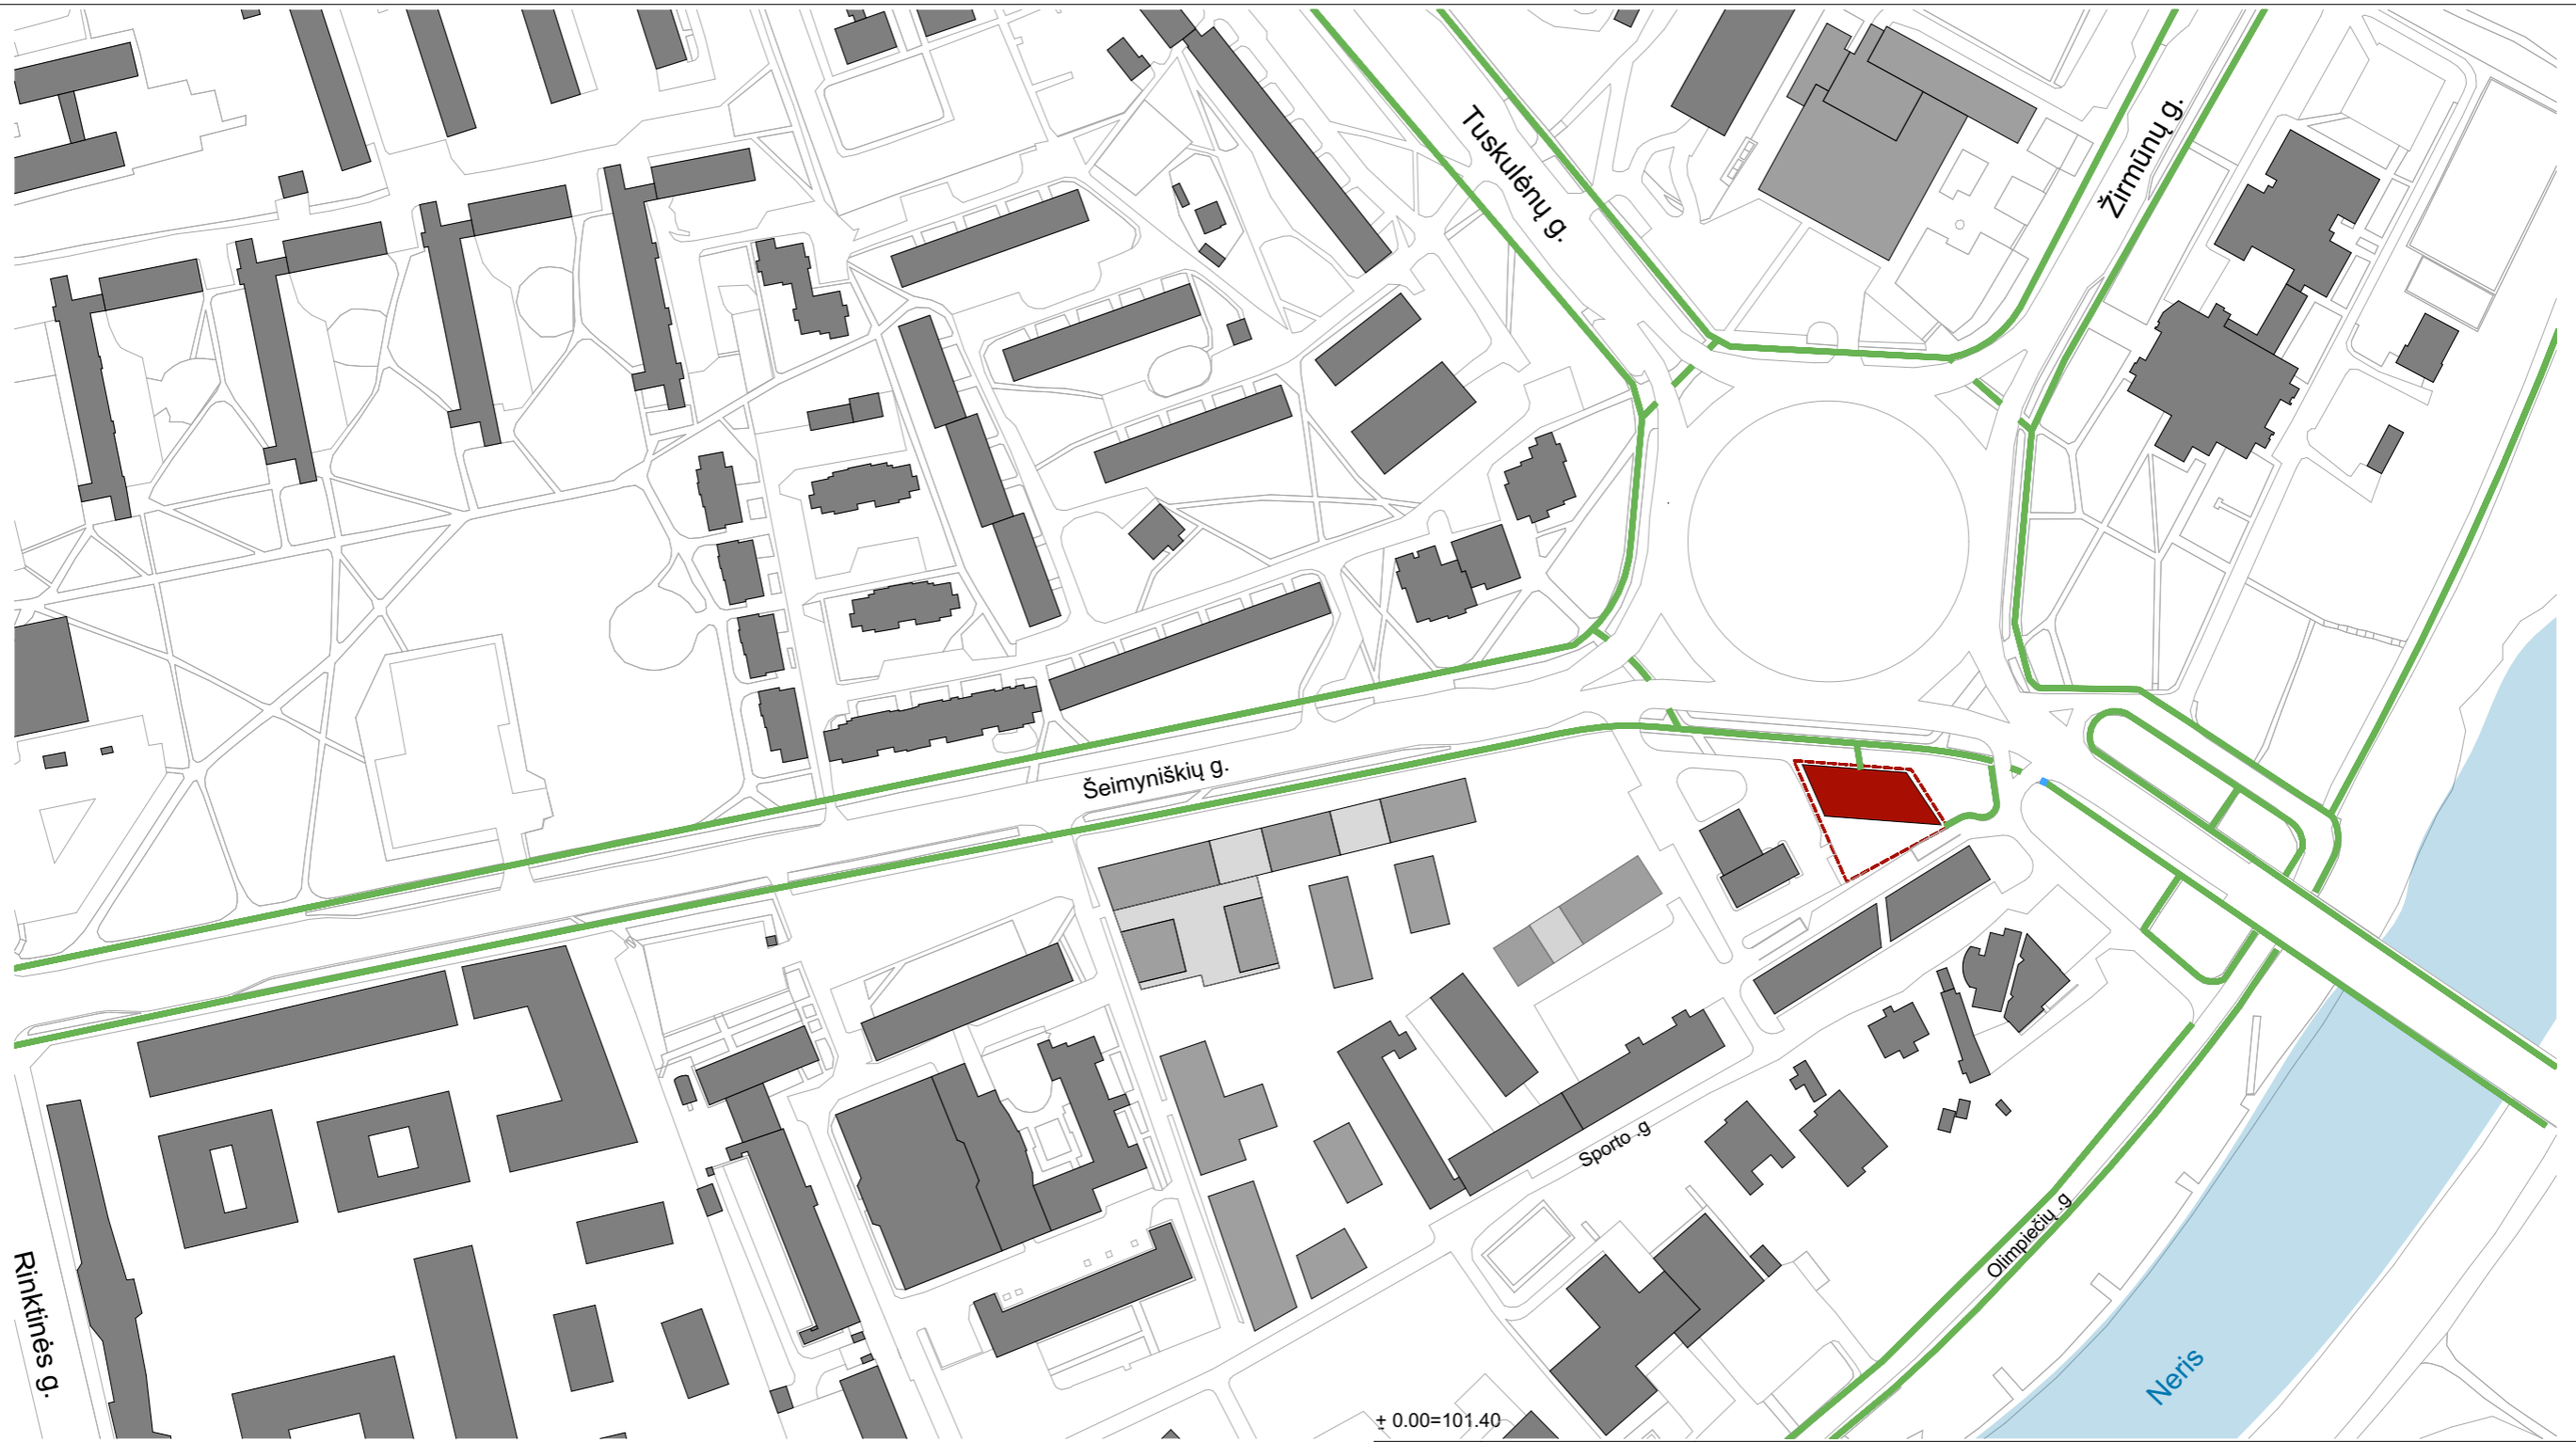 Tuskulėnų g.
Žirmūnų g.
Šeimyniškių g.
Sporto .g
Olimpiečių .g
Rinktinės g.
Neris
± 0.00=101.40